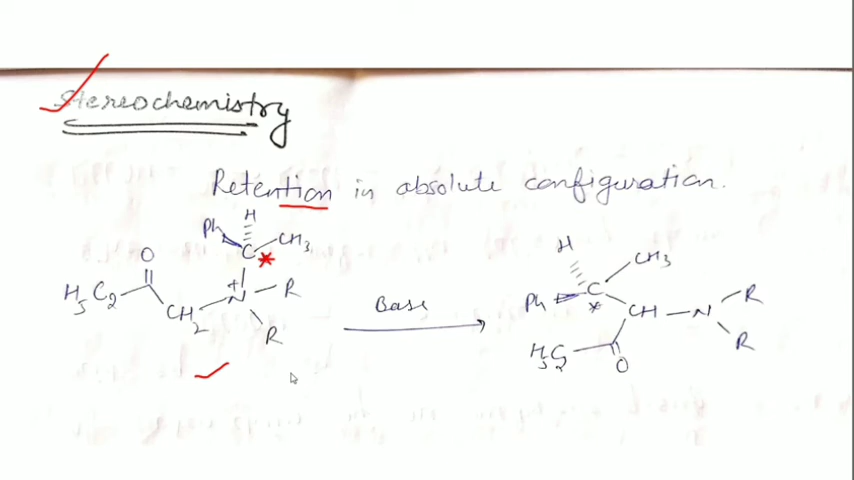 Stereochemistry
Retention in absolute configuration.
H
Ph
CH3
C *
O
H5C2
CH2
+
N
R
R
Base
H
CH3
Ph
C
*
CH
N
R
R
H5C2
O